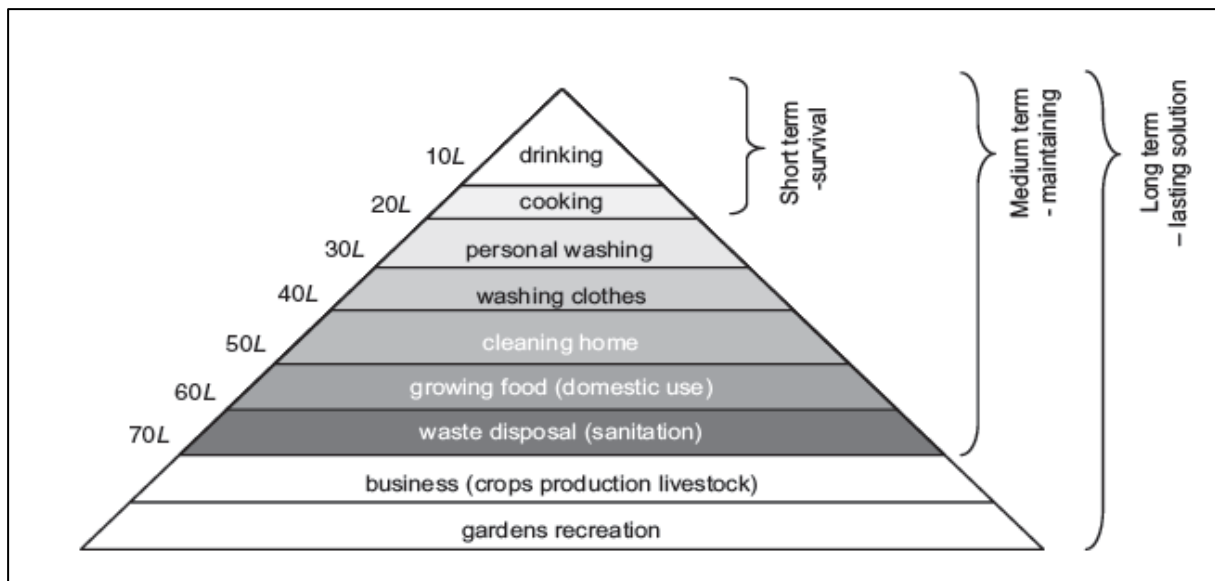 10L
drinking
20L
cooking
30L
personal washing
40L
washing clothes
50L
cleaning home
60L
growing food (domestic use)
70L
waste disposal (sanitation)
business (crops production livestock)
gardens recreation
Short term
-survival
Medium term
- maintaining
Long term
– lasting solution